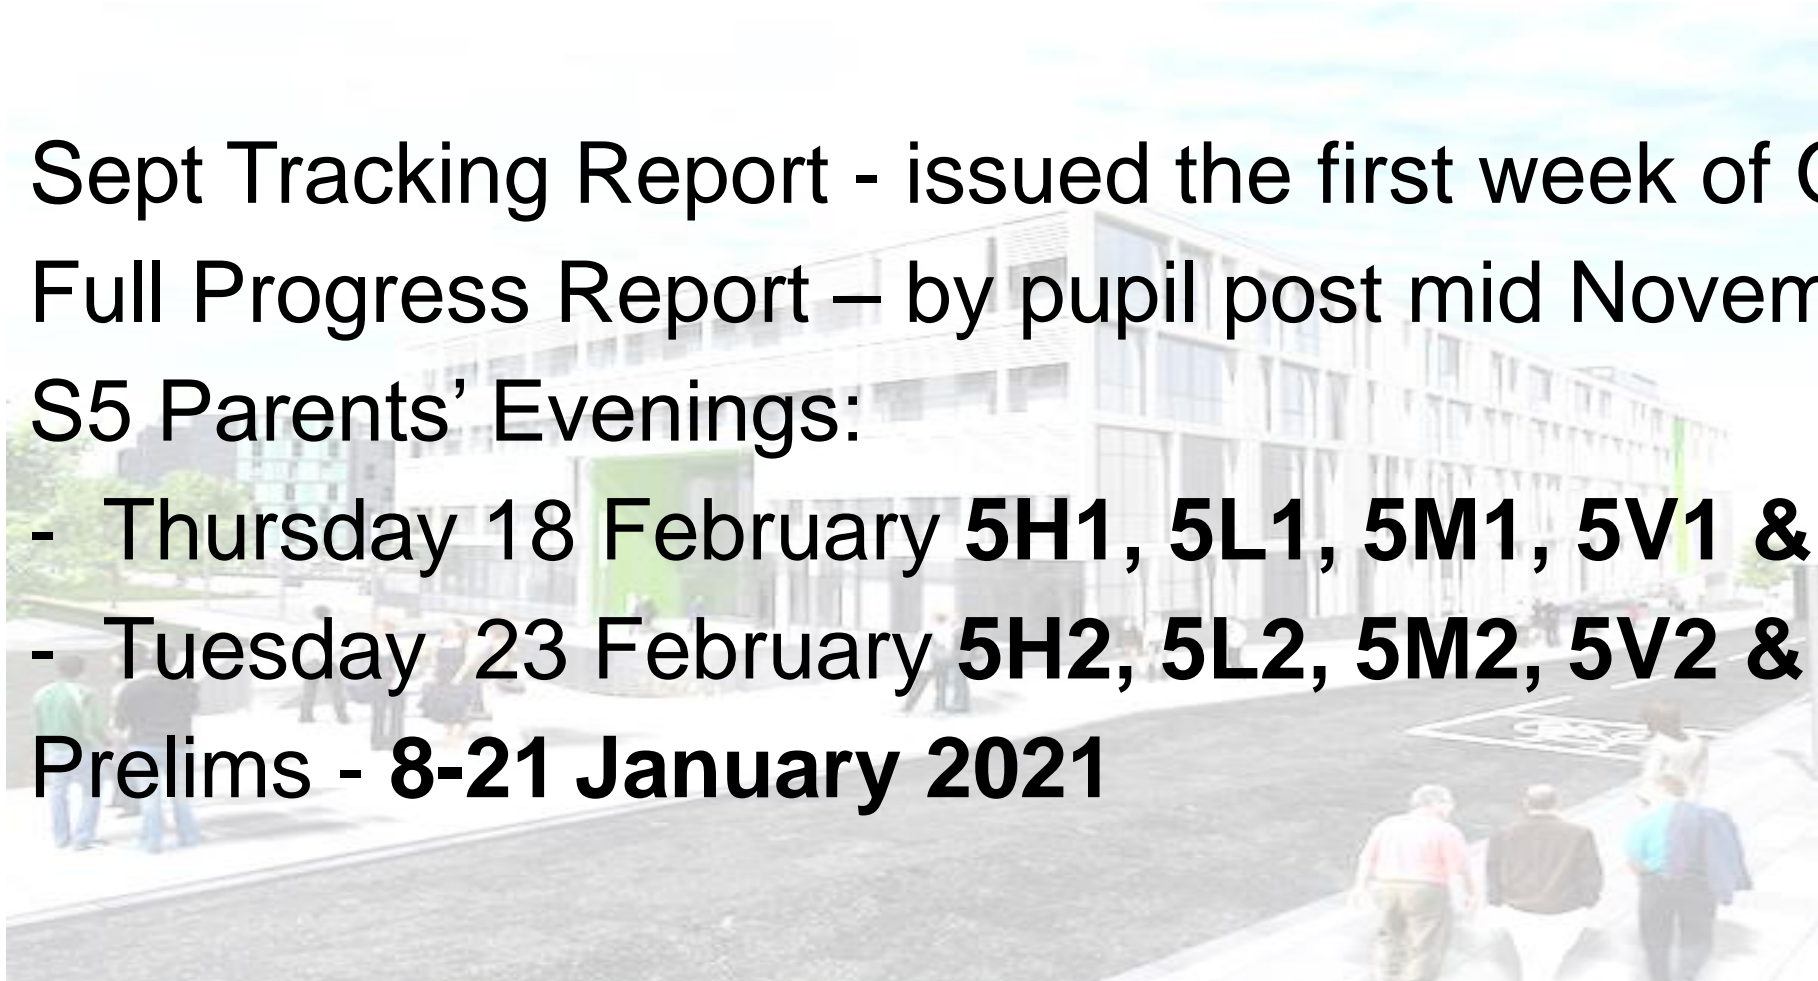 Sept Tracking Report - issued the first week of
Full Progress Report – by pupil post mid Novem
S5 Parents’ Evenings:
- Thursday 18 February 5H1, 5L1, 5M1, 5V1 &
- Tuesday 23 February 5H2, 5L2, 5M2, 5V2 &
Prelims - 8-21 January 2021